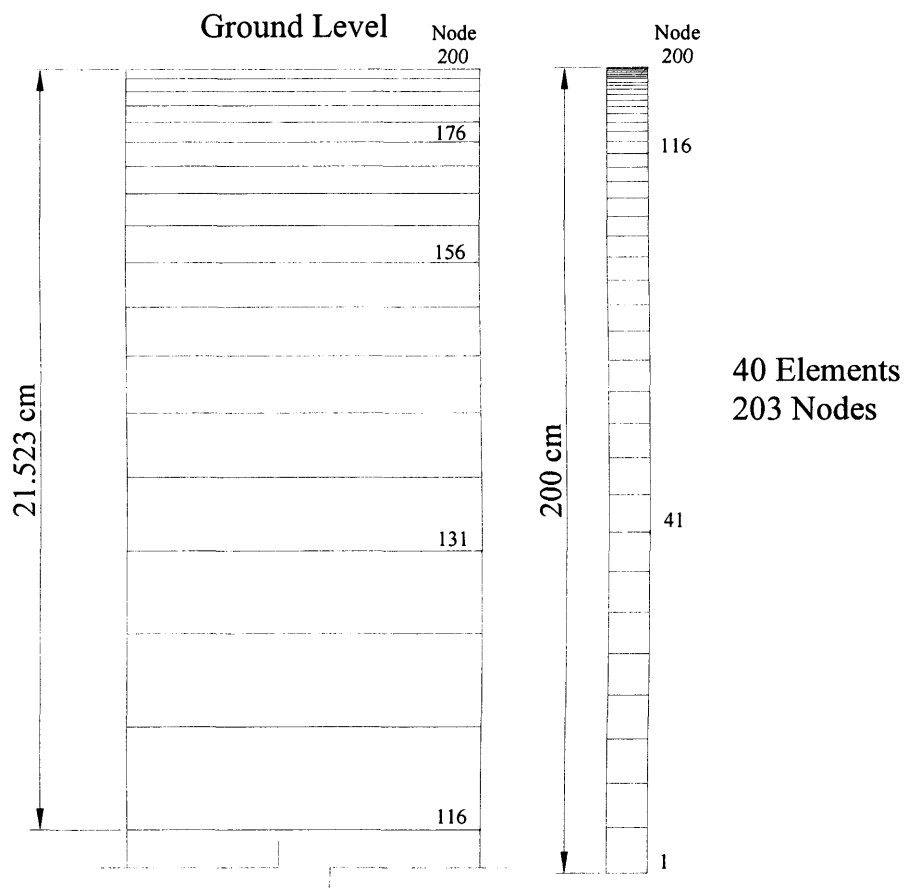 Ground Level
Node
200
176
156
131
116
21.523 cm
Node
200
116
41
1
200 cm
40 Elements
203 Nodes